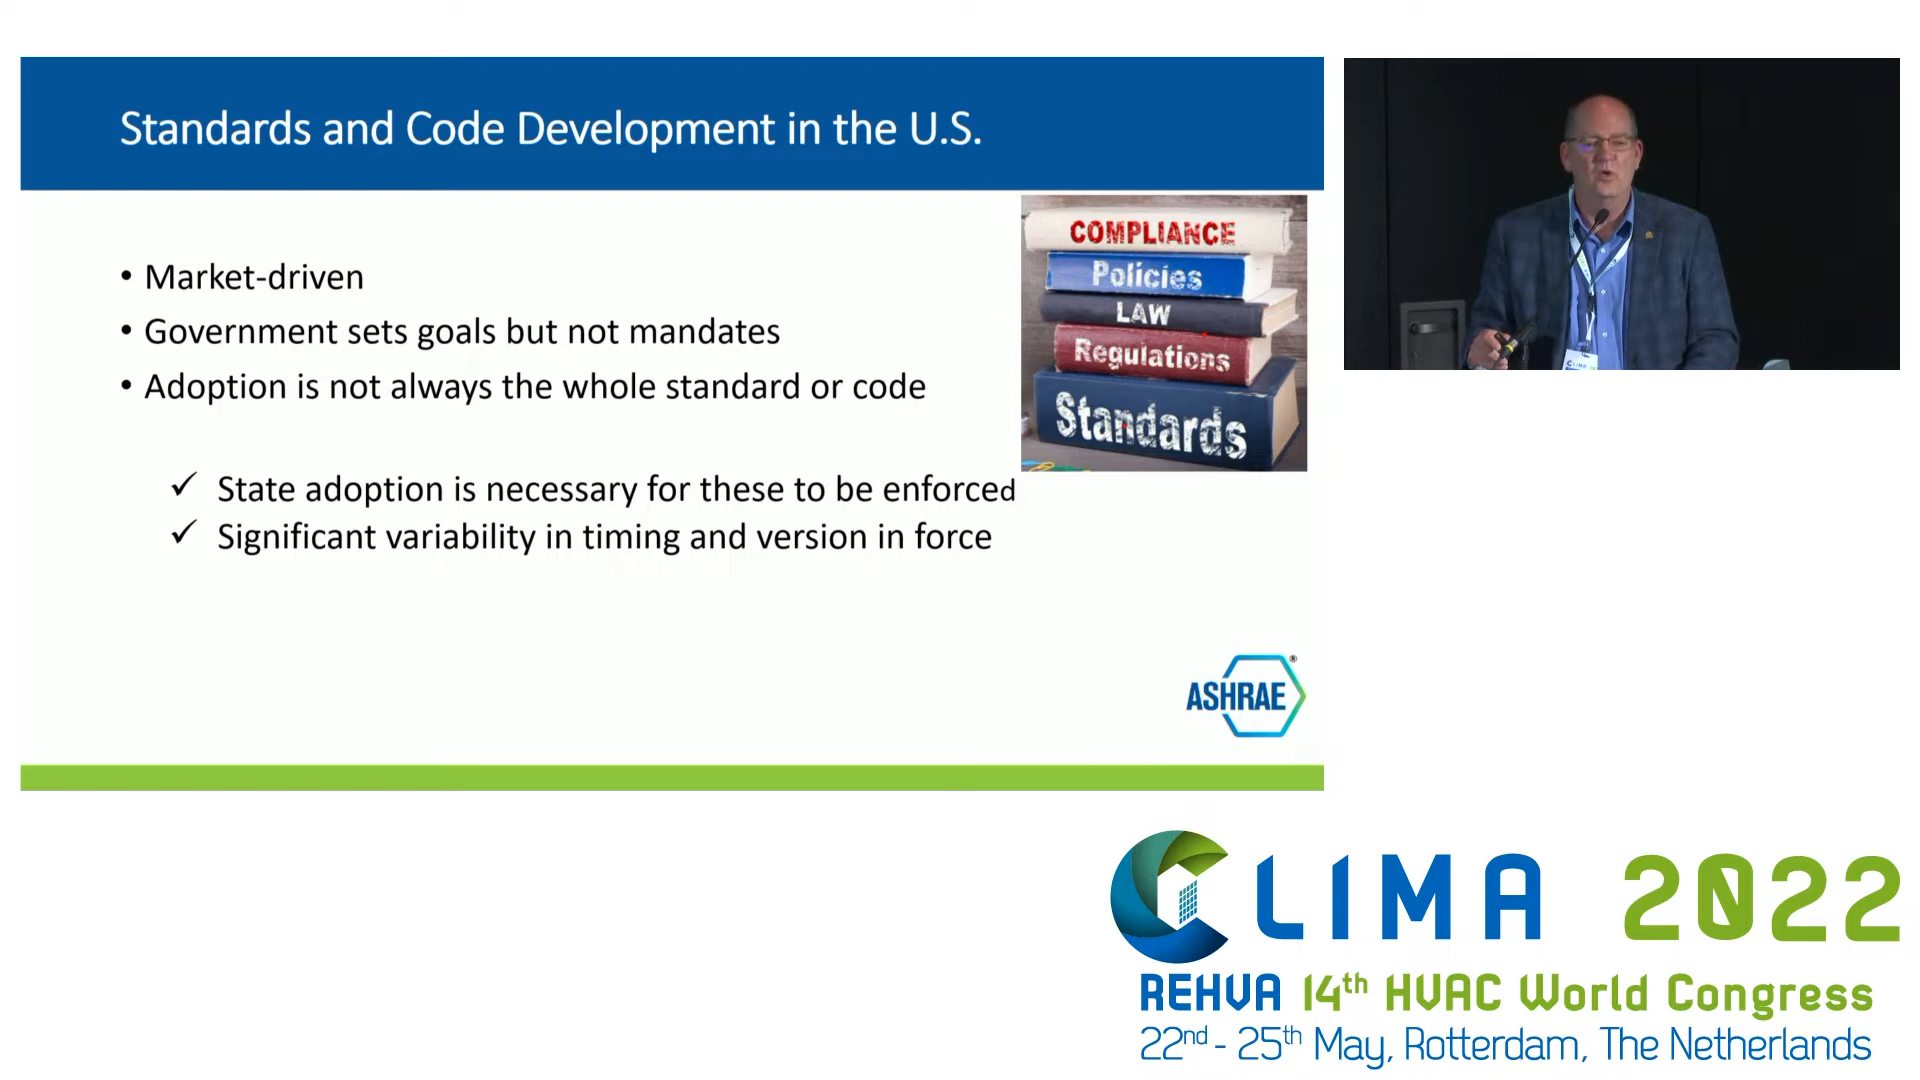 Standards and Code Development in the U.S.
• Market-driven
• Government sets goals but not mandates
• Adoption is not always the whole standard or code
✓ State adoption is necessary for these to be enforced
✓ Significant variability in timing and version in force
COMPLIANCE
Policies
LAW
Regulations
Standards
ASHRAE®
CLIMA 2022
REHVA 14th HVAC World Congress
22nd - 25th May, Rotterdam, The Netherlands